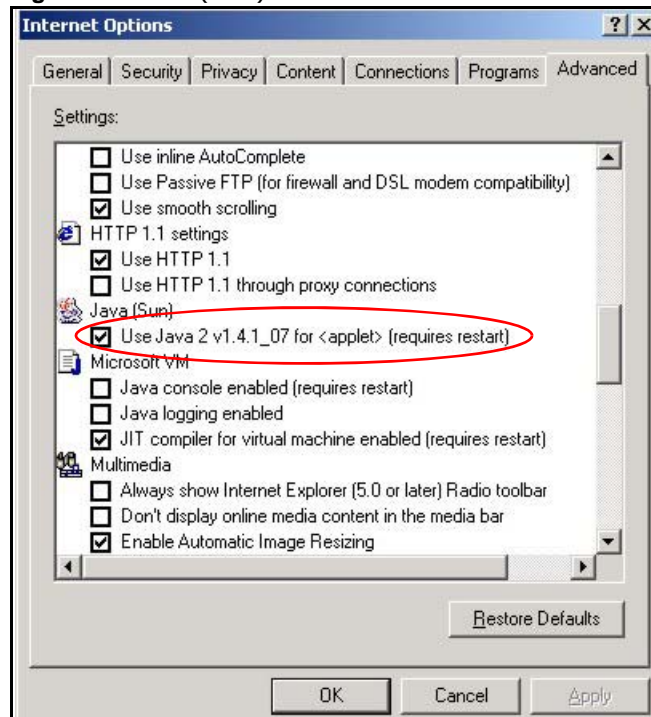 Internet Options
General Security Privacy Content Connections Programs Advanced
Settings:
Use inline AutoComplete
Use Passive FTP (for firewall and DSL modem compatibility)
Use smooth scrolling
HTTP 1.1 settings
Use HTTP 1.1
Use HTTP 1.1 through proxy connections
Java (Sun)
Use Java 2 v1.4.1_07 for <applet> (requires restart)
Microsoft VM
Java console enabled (requires restart)
Java logging enabled
JIT compiler for virtual machine enabled (requires restart)
Multimedia
Always show Internet Explorer (5.0 or later) Radio toolbar
Don't display online media content in the media bar
Enable Automatic Image Resizing
Restore Defaults
OK Cancel Apply